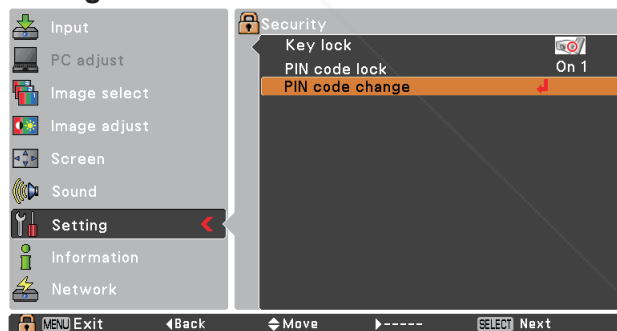 Input
PC adjust
Image select
Image adjust
Screen
Sound
Setting
Information
Network
Security
Key lock
PIN code lock On 1
PIN code change
MENU Exit Back Move ----- SELECT Next